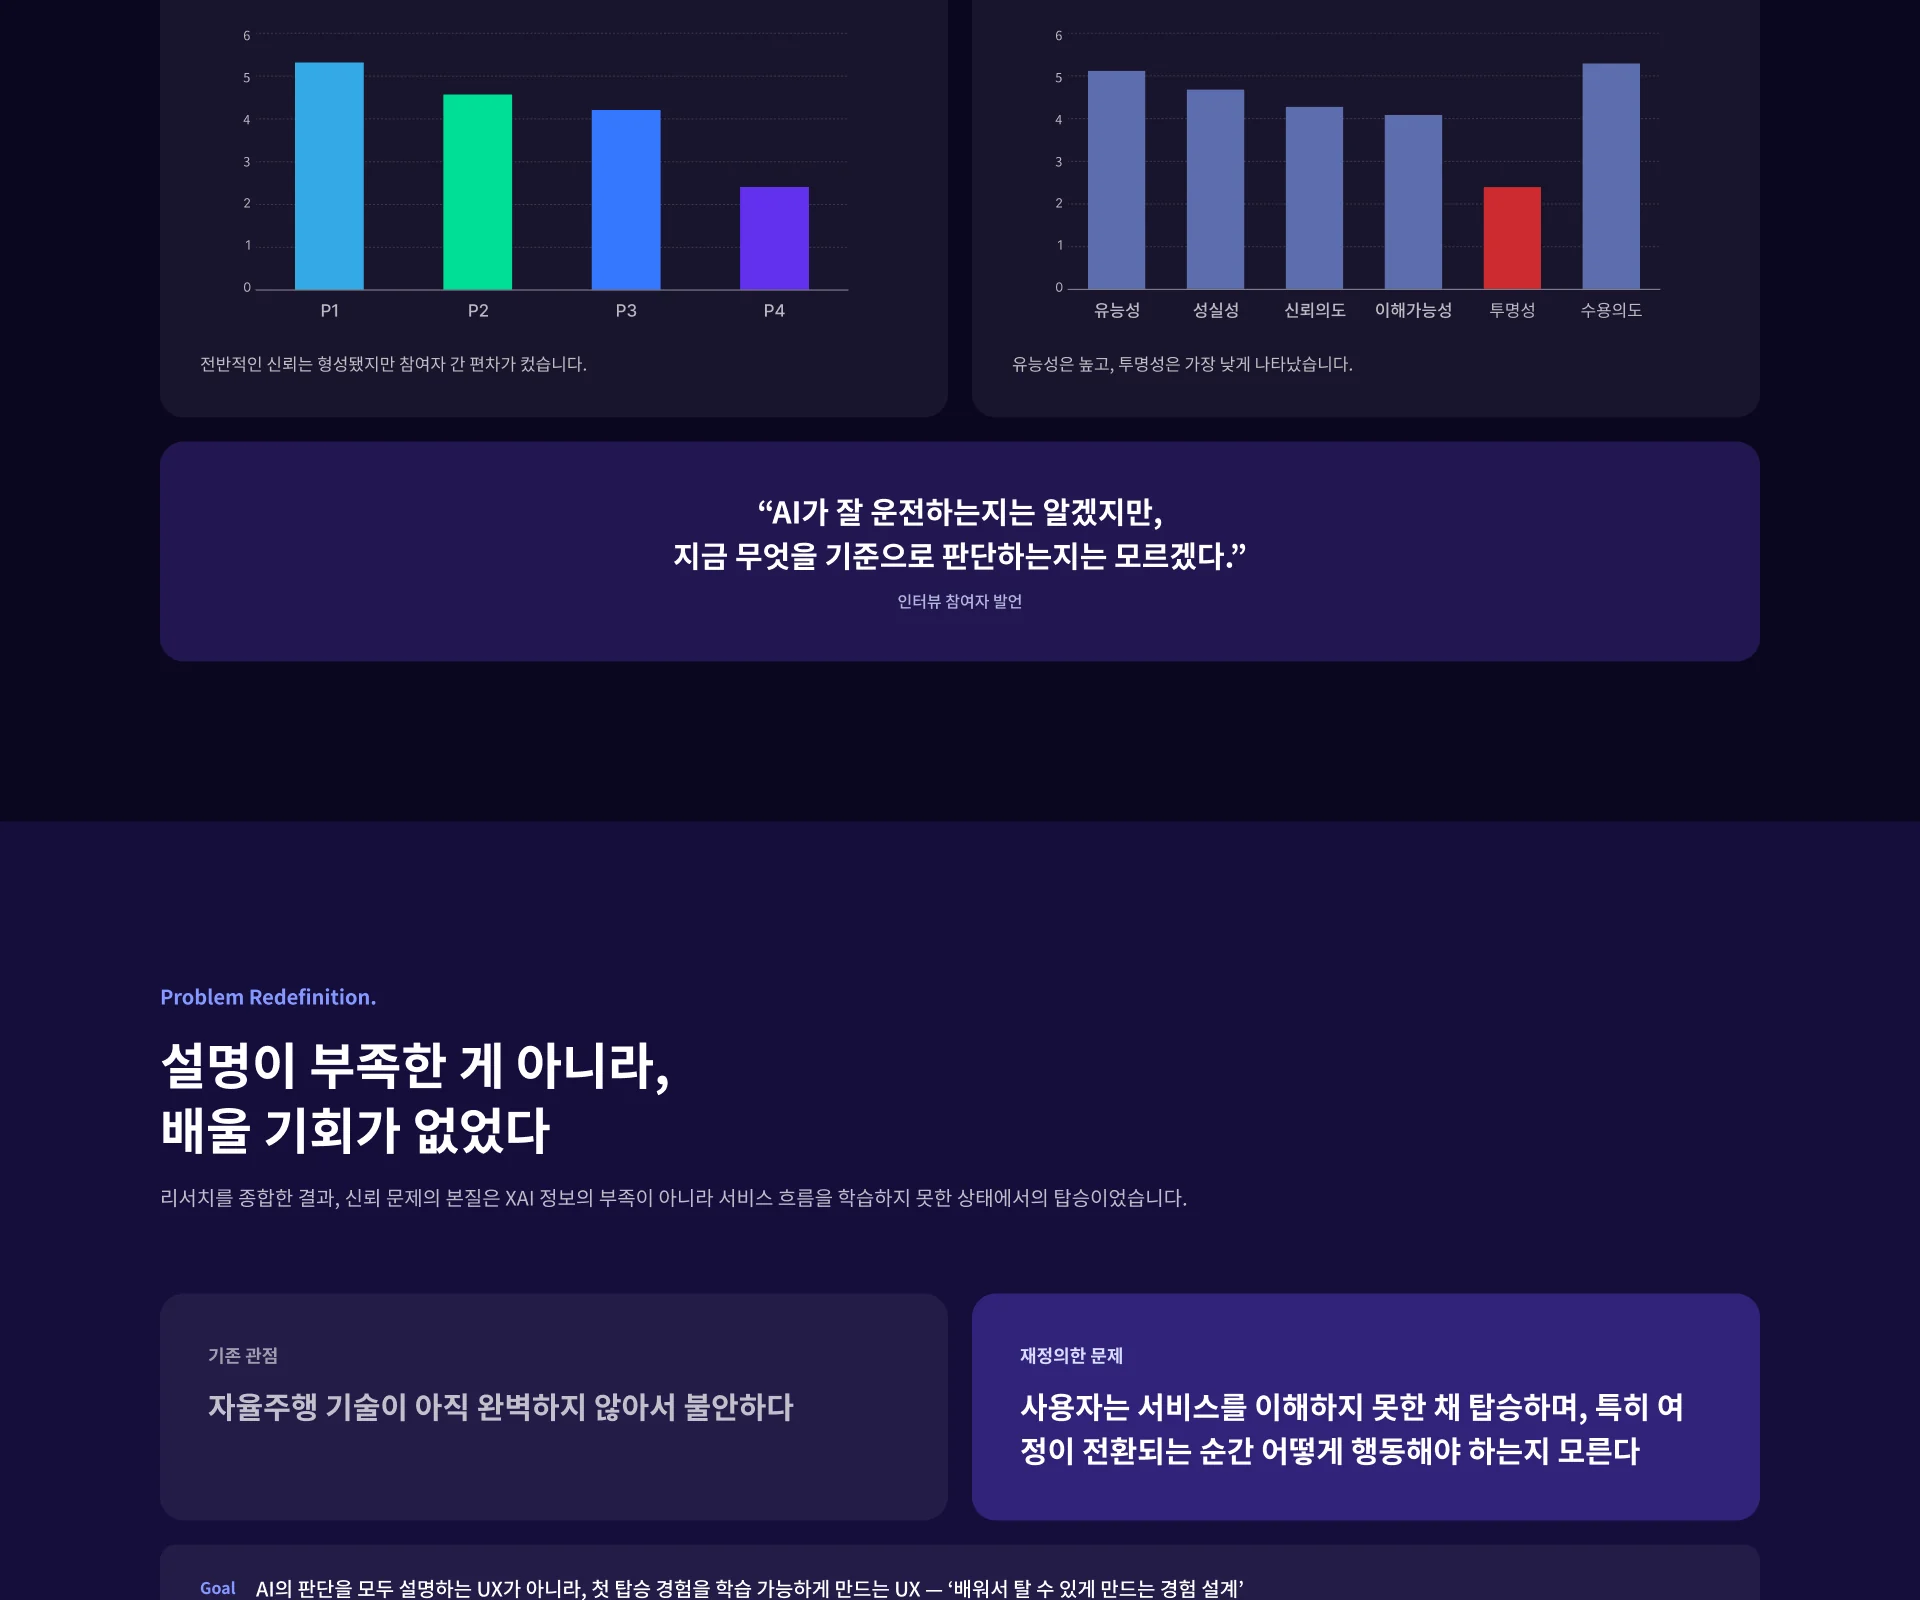 6
5
4
3
2
1
0
P1
P2
P3
P4
전반적인 신뢰는 형성됐지만 참여자 간 편차가 컸습니다.
6
5
4
3
2
1
0
유능성
성실성
신뢰의도
이해가능성
투명성
수용의도
유능성은 높고, 투명성은 가장 낮게 나타났습니다.
“AI가 잘 운전하는지는 알겠지만,
지금 무엇을 기준으로 판단하는지는 모르겠다.”
인터뷰 참여자 발언
Problem Redefinition.
설명이 부족한 게 아니라,
배울 기회가 없었다
리서치를 종합한 결과, 신뢰 문제의 본질은 XAI 정보의 부족이 아니라 서비스 흐름을 학습하지 못한 상태에서의 탑승이었습니다.
기존 관점
자율주행 기술이 아직 완벽하지 않아서 불안하다
재정의한 문제
사용자는 서비스를 이해하지 못한 채 탑승하며, 특히 여
정이 전환되는 순간 어떻게 행동해야 하는지 모른다
Goal AI의 판단을 모두 설명하는 UX가 아니라, 첫 탑승 경험을 학습 가능하게 만드는 UX — ‘배워서 탈 수 있게 만드는 경험 설계’